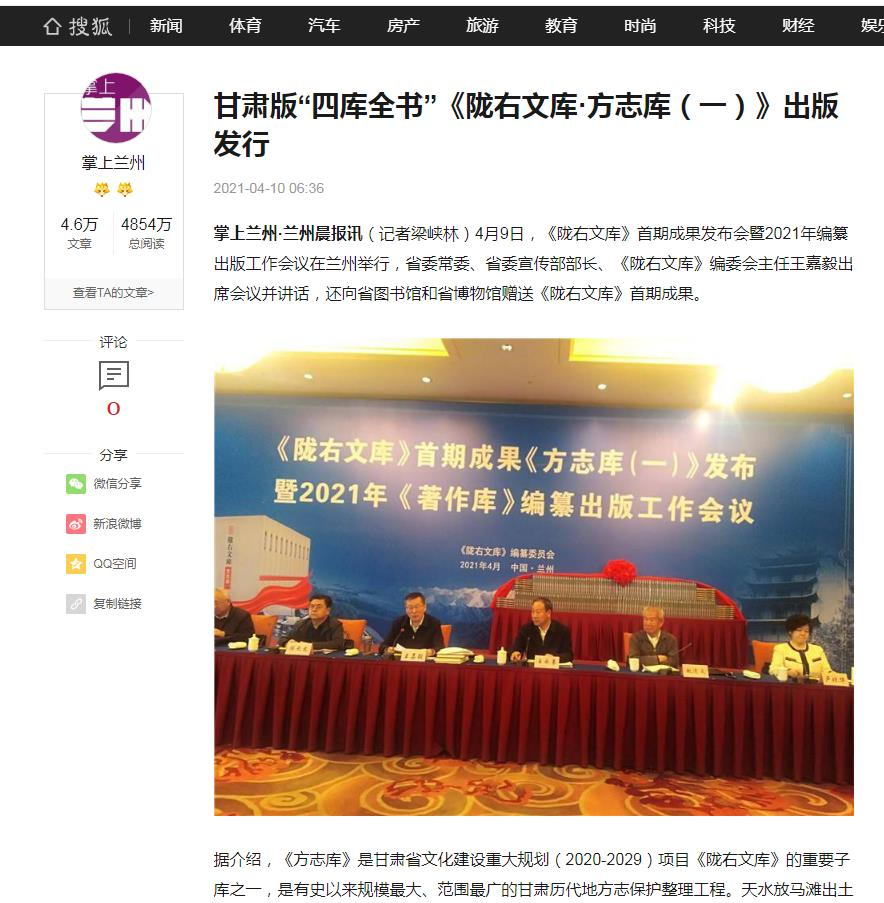 搜狐 新闻 体育 汽车 房产 旅游 教育 时尚 科技 财经
掌上
兰州
掌上兰州
4.6万 4854万
文章 总阅读
查看TA的文章>
评论
0
分享
微信分享
新浪微博
QQ空间
复制链接
甘肃版“四库全书”《陇右文库·方志库（一）》出版
发行
2021-04-10 06:36
掌上兰州·兰州晨报讯（记者梁峡林）4月9日，《陇右文库》首期成果发布会暨2021年编纂
出版工作会议在兰州举行，省委常委、省委宣传部部长、《陇右文库》编委会主任王嘉毅出
席会议并讲话，还向省图书馆和省博物馆赠送《陇右文库》首期成果。
《陇右文库》首期成果《方志库(一)》发布
暨2021年《著作库》编纂出版工作会议
《陇右文库》编纂委员会
2021年4月 中国·兰州
陇右文库
据介绍，《方志库》是甘肃省文化建设重大规划（2020-2029）项目《陇右文库》的重要子
库之一，是有史以来规模最大、范围最广的甘肃历代地方志保护整理工程。天水放马滩出土